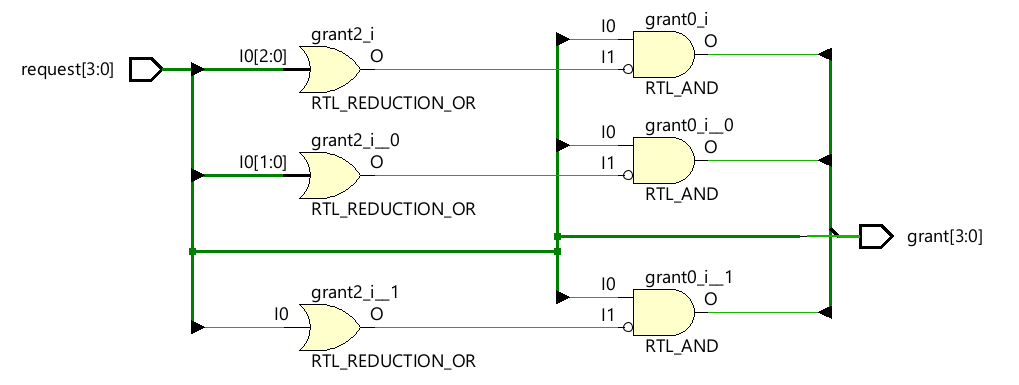 request[3:0]
grant2_i
I0[2:0]
O
RTL_REDUCTION_OR
grant0_i
I0
I1
O
RTL_AND
grant2_i__0
I0[1:0]
O
RTL_REDUCTION_OR
grant0_i__0
I0
I1
O
RTL_AND
grant[3:0]
grant2_i__1
I0
O
RTL_REDUCTION_OR
grant0_i__1
I0
I1
O
RTL_AND